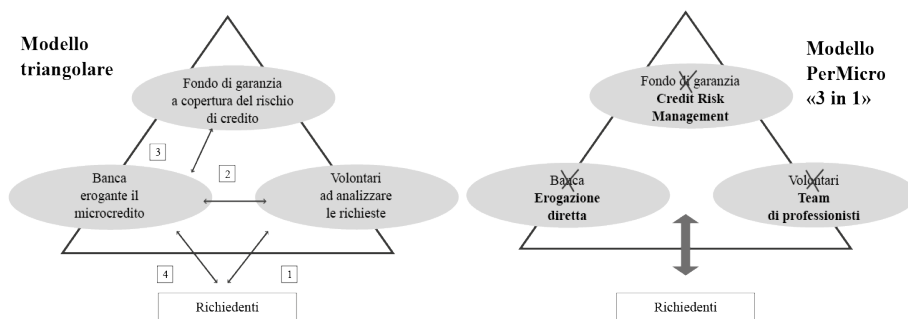 Modello
triangolare
Fondo di garanzia
a copertura del rischio
di credito
3
Banca
erogante il
microcredito
2
Volontari
ad analizzare
le richieste
4
1
Richiedenti
Modello
PerMicro
«3 in 1»
Fondo di garanzia
Credit Risk
Management
Banca
Erogazione
diretta
Volontari
Team
di professionisti
Richiedenti